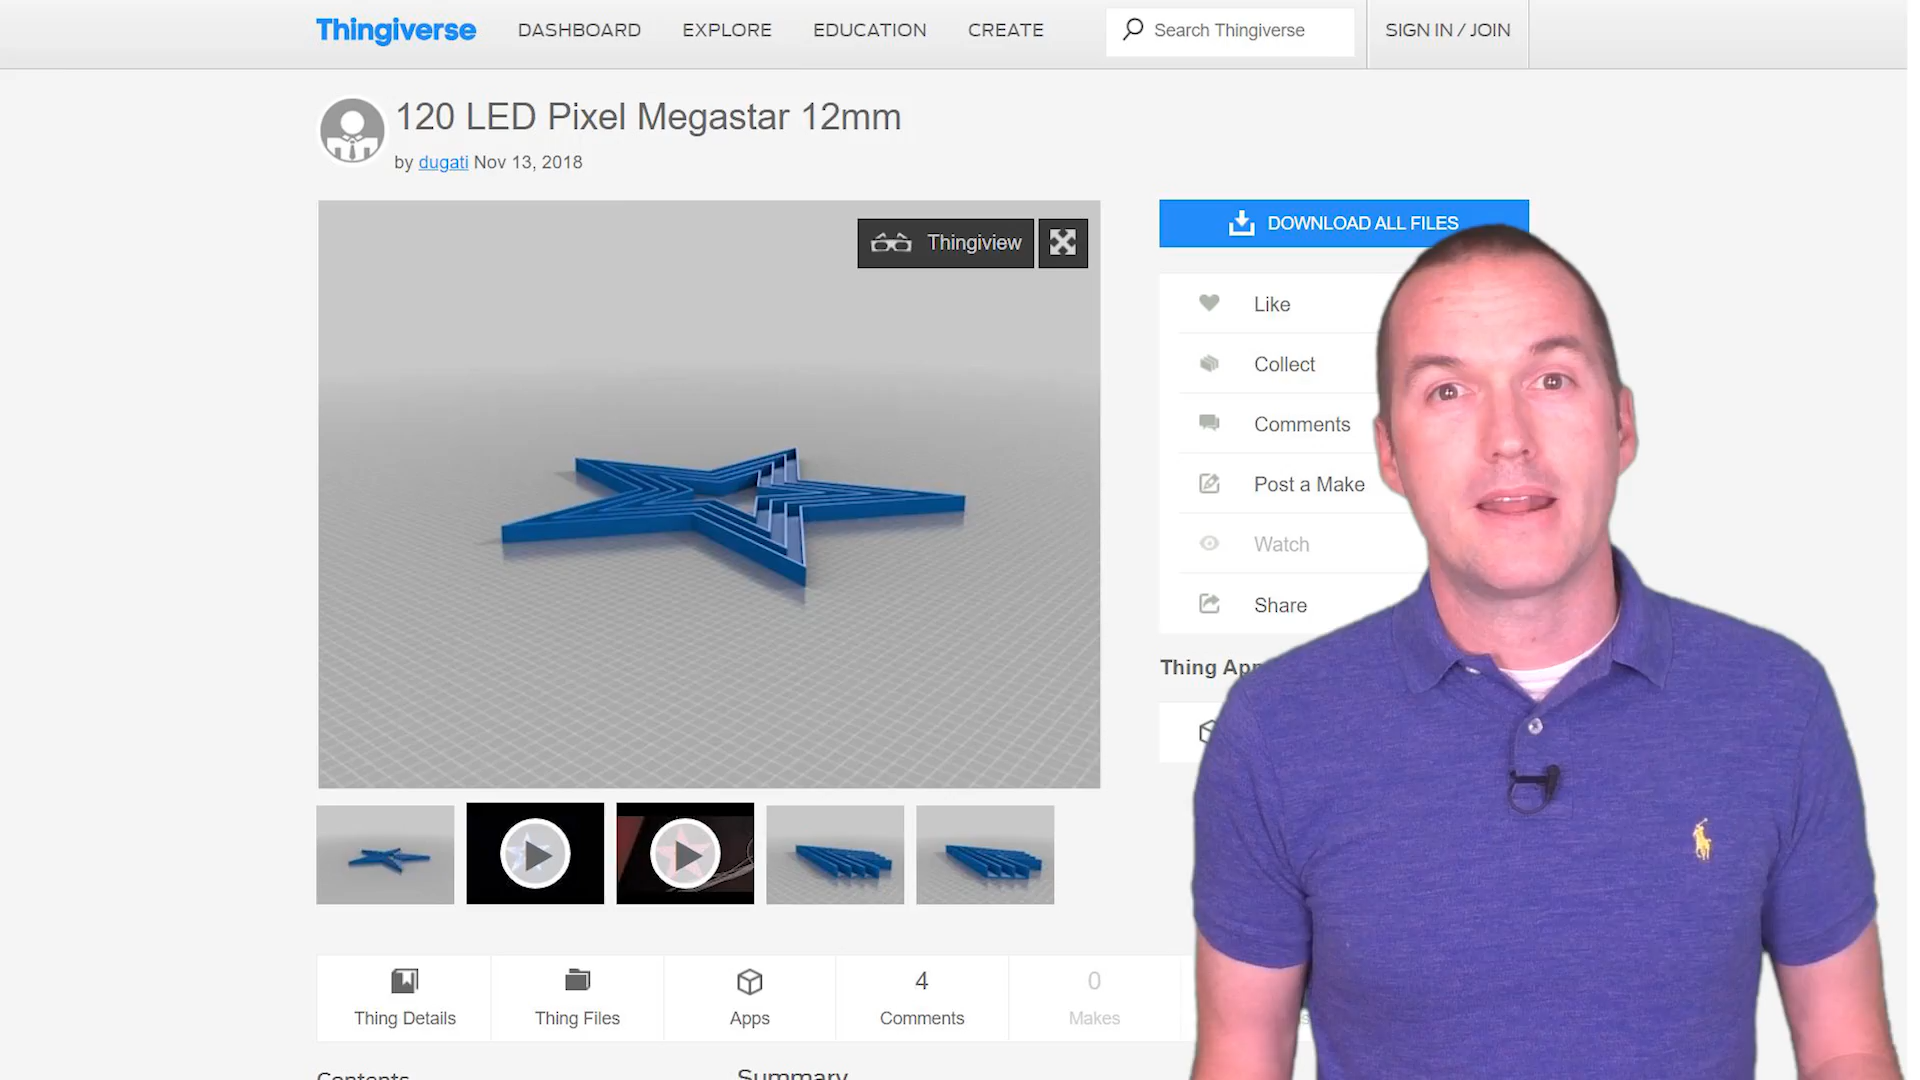 Thingiverse
DASHBOARD
EXPLORE
EDUCATION
CREATE
Search Thingiverse
SIGN IN / JOIN
120 LED Pixel Megastar 12mm
by dugati Nov 13, 2018
Thingiview
DOWNLOAD ALL FILES
Like
Collect
Comments
Post a Make
Watch
Share
Thing
Thing Details
Thing Files
Apps
4
Comments
0
Makes
Contents
Summary